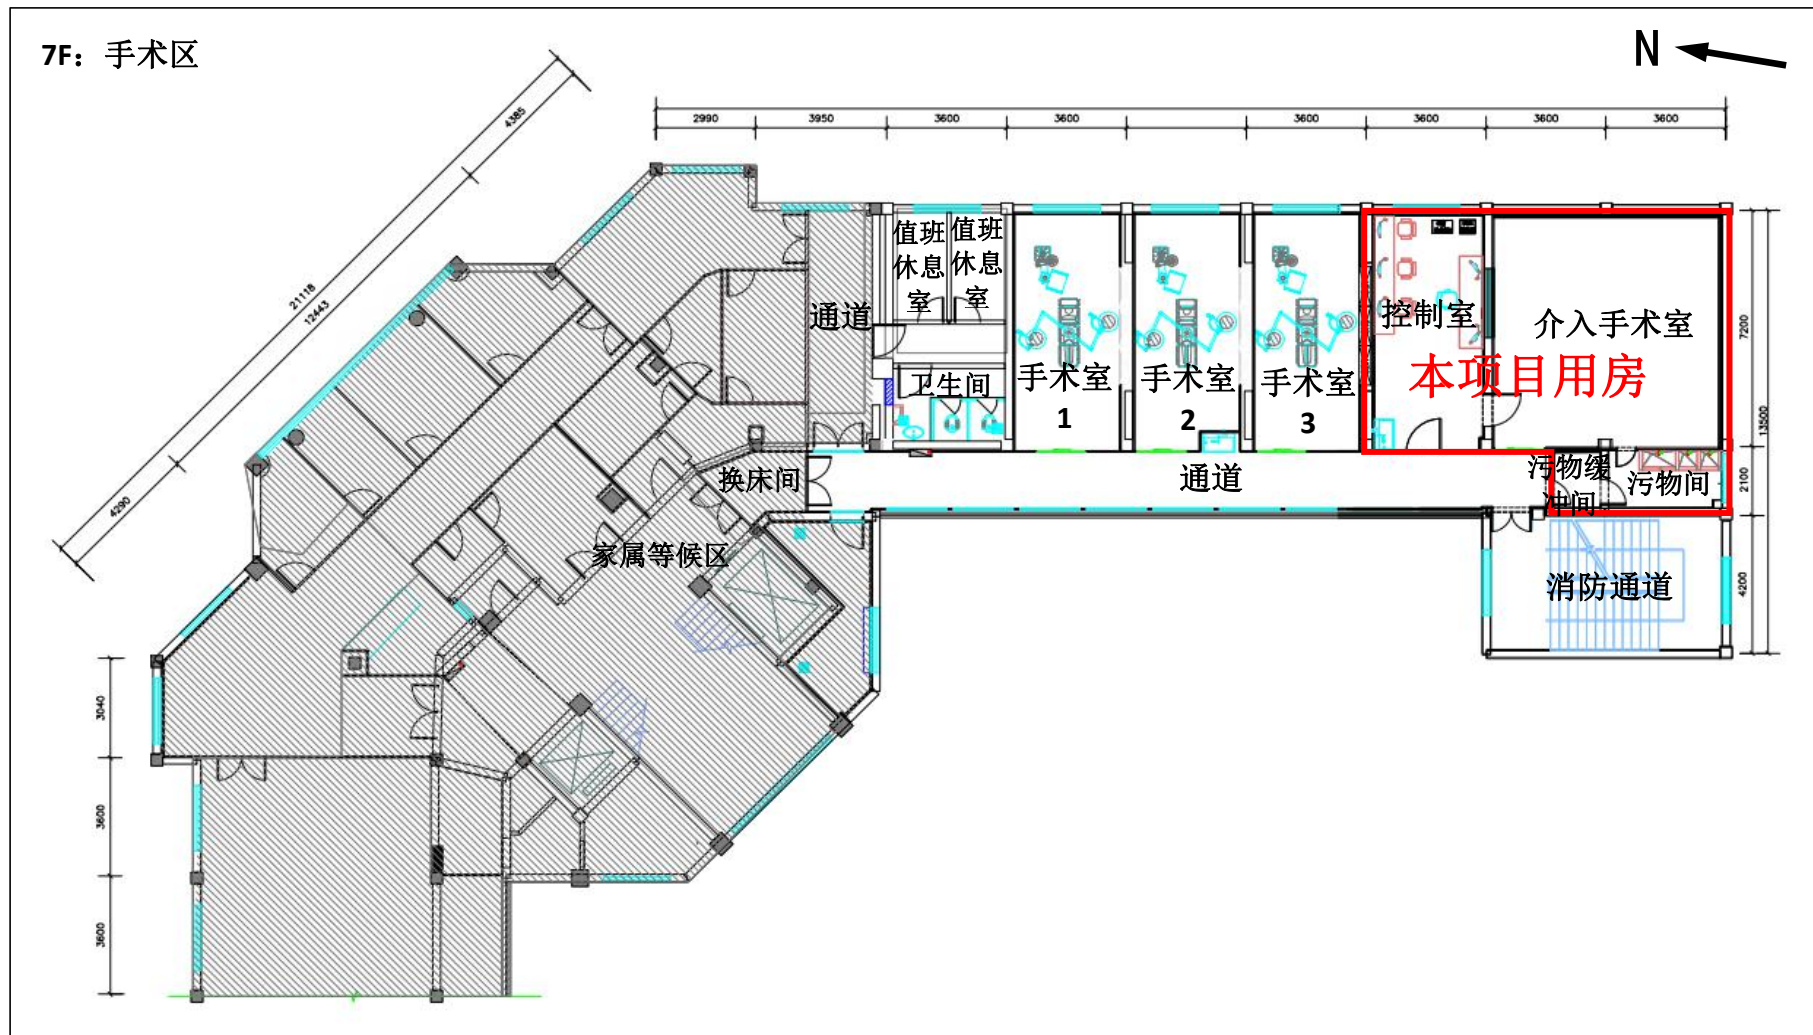 7F：手术区
N
4385
21118
12443
4290
2990
3950
3600
3600
3600
3600
3600
3600
值班
休息
室
值班
休息
室
通道
卫生间
手术室
1
手术室
2
手术室
3
控制室
介入手术室
本项目用房
7200
13500
2100
4200
换床间
通道
污物缓
冲间
污物间
家属等候区
消防通道
3040
3600
3600